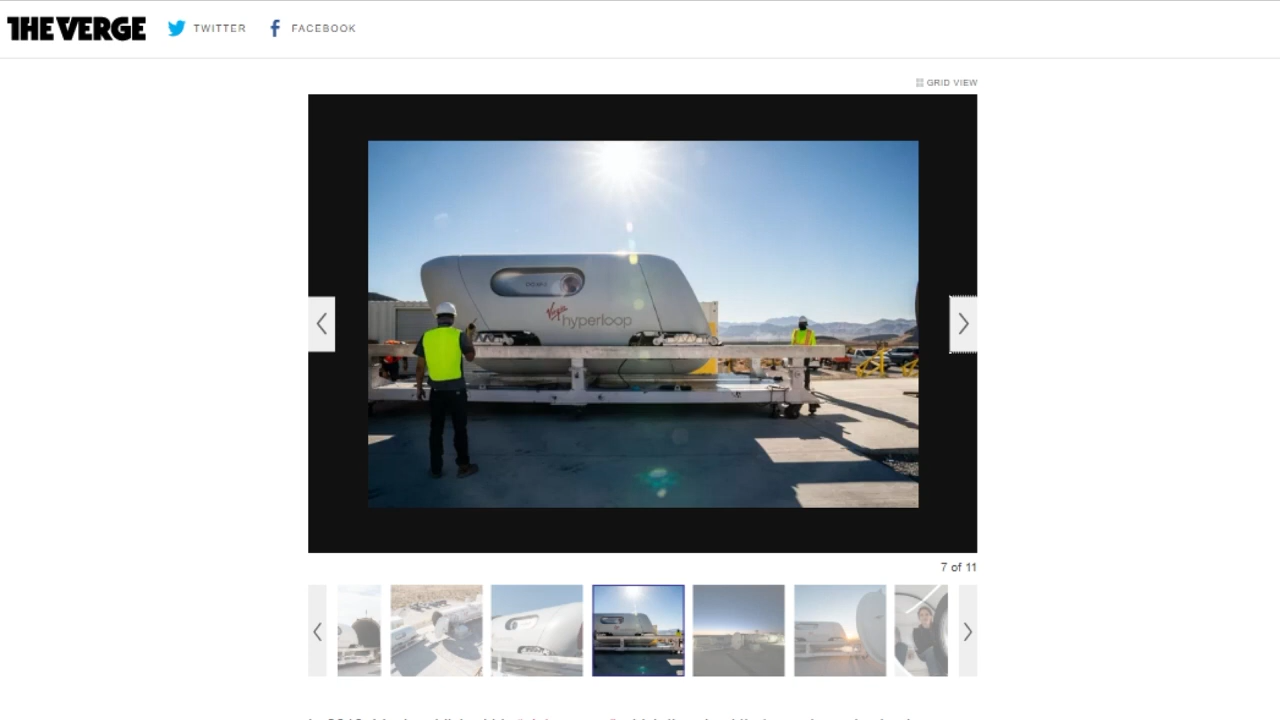 THE VERGE
TWITTER
FACEBOOK
GRID VIEW
Virgin
hyperloop
7 of 11